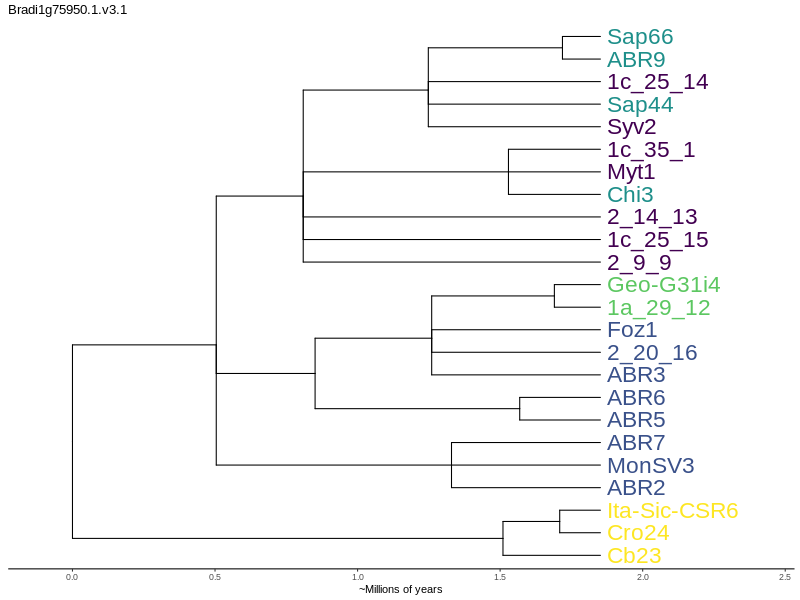 Bradi1g75950.1.v3.1
Sap66
ABR9
1c_25_14
Sap44
Syv2
1c_35_1
Myt1
Chi3
2_14_13
1c_25_15
2_9_9
Geo-G31i4
1a_29_12
Foz1
2_20_16
ABR3
ABR6
ABR5
ABR7
MonSV3
ABR2
Ita-Sic-CSR6
Cro24
Cb23
0.0 0.5 1.0 1.5 2.0 2.5
~Millions of years